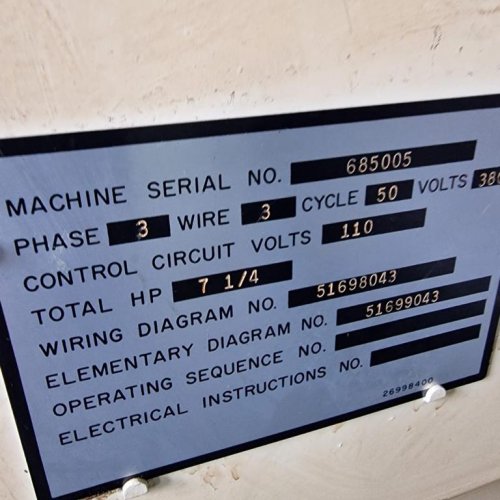 MACHINE SERIAL NO. 685005
PHASE 3 WIRE 3 CYCLE 50 VOLTS 380
CONTROL CIRCUIT VOLTS 110
TOTAL HP 7 1/4
WIRING DIAGRAM NO. 51698043
ELEMENTARY DIAGRAM NO. 51699043
OPERATING SEQUENCE NO.
ELECTRICAL INSTRUCTIONS NO.
26998400